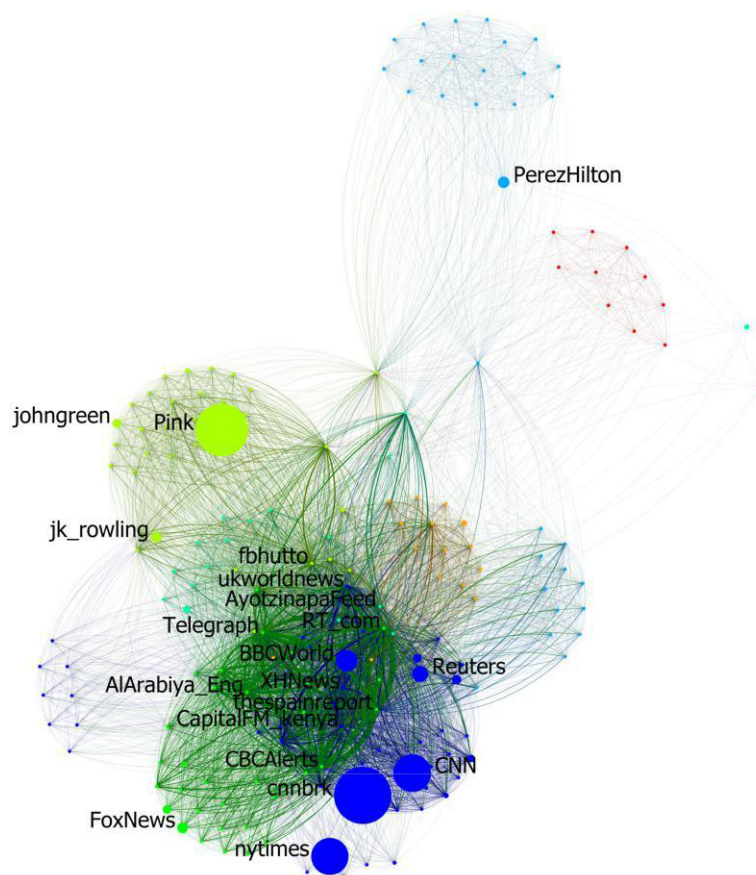 PerezHilton
johngreen
Pink
jk_rowling
fbhutto
ukworldnews
AyotzinapaFeed
Telegraph
RT_com
BBCWorld
Reuters
AlArabiya_Eng
XHNews
thespainreport
CapitalFM_kenya
CBCAlerts
CNN
cnnbrk
FoxNews
nytimes